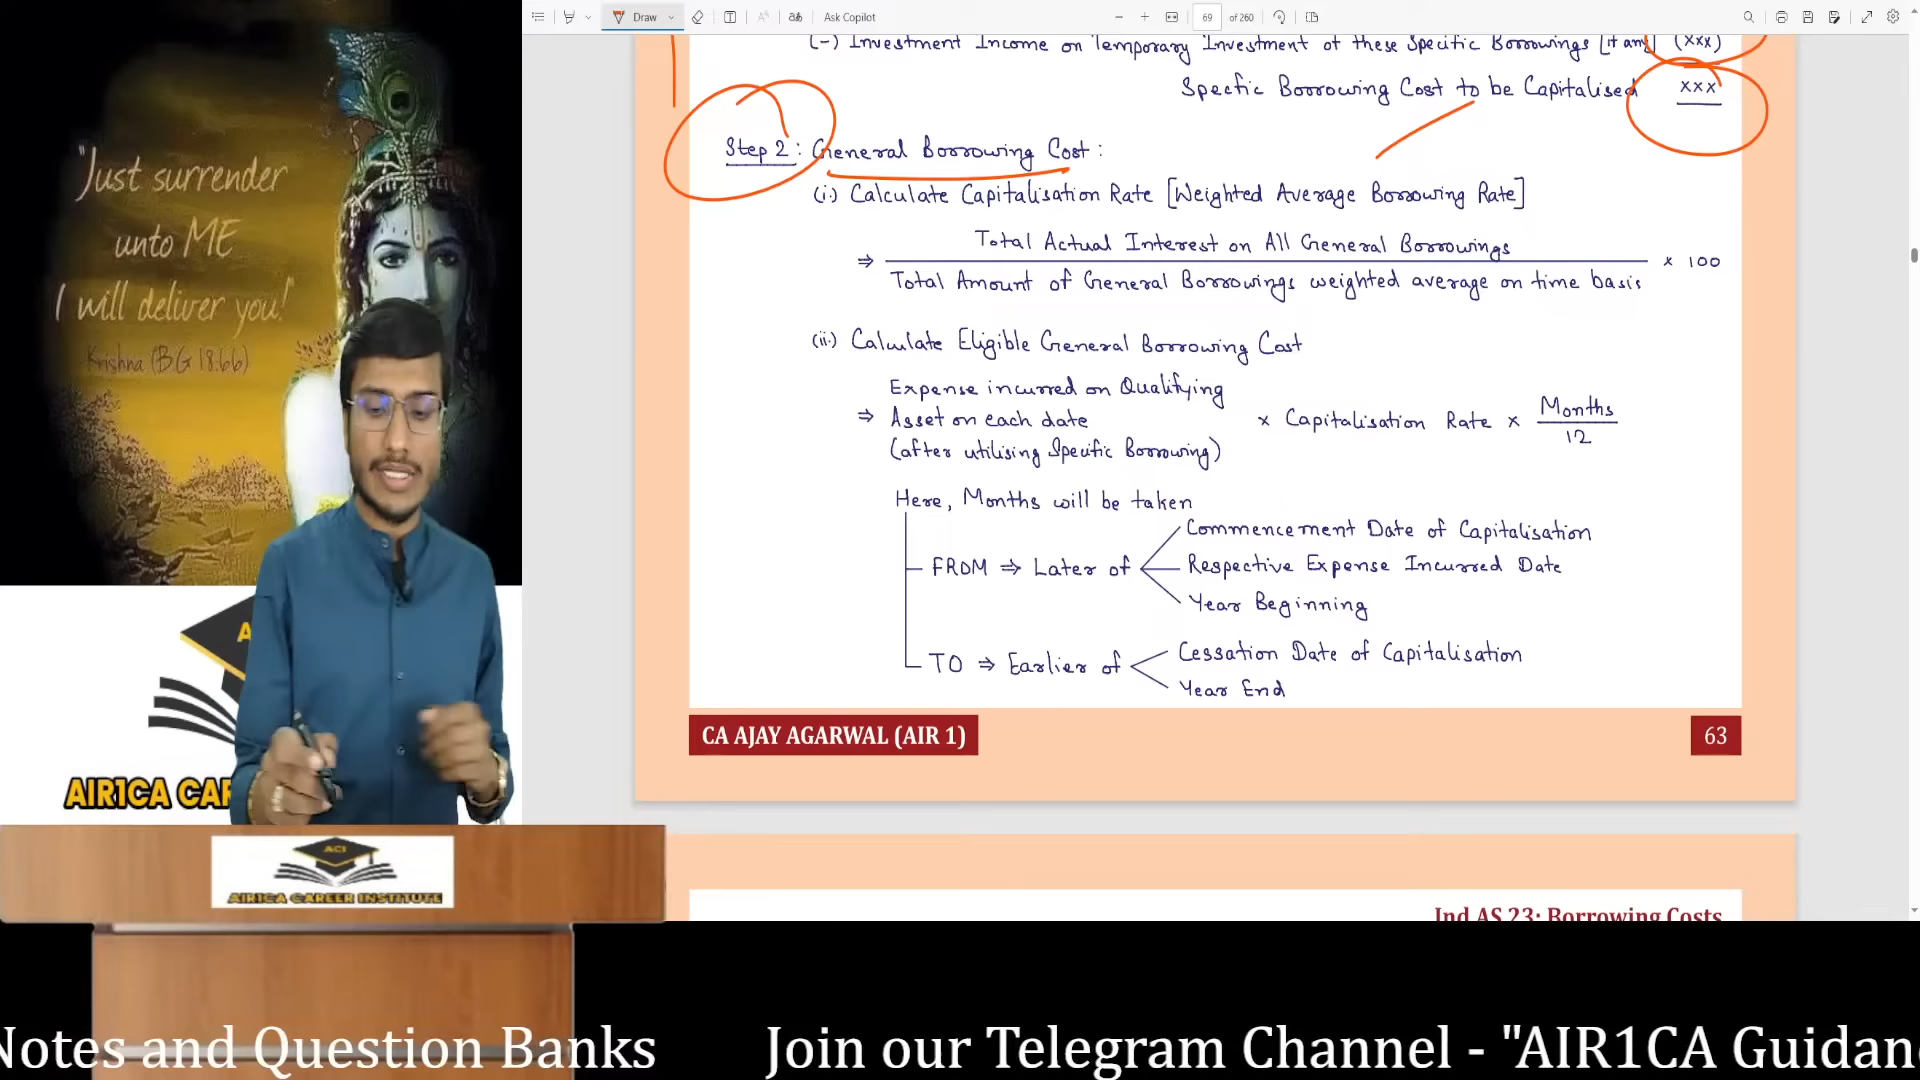 Draw
Ask Copilot
69 of 260
"Just surrender
unto ME
I will deliver you!"
Krishna (B.G 18:66)
AIR1CA CAR
ACI
AIR1CA CAREER INSTITUTE
(-) Investment Income on Temporary Investment of these Specific Borrowings [if any] (xxx)
Specfic Borrowing Cost to be Capitalised xxx
Step 2: General Borrowing Cost:
(i.) Calculate Capitalisation Rate [Weighted Average Borrowing Rate]
⇒ Total Actual Interest on All General Borrowings
Total Amount of General Borrowings weighted average on time basis
× 100
(ii.) Calculate Eligible General Borrowing Cost
Expense incurred on Qualifying
⇒ Asset on each date
(after utilising Specific Borrowing)
× Capitalisation Rate × Months
12
Here, Months will be taken
FROM ⇒ Later of
Commencement Date of Capitalisation
Respective Expense Incurred Date
Year Beginning
TO ⇒ Earlier of
Cessation Date of Capitalisation
Year End
CA AJAY AGARWAL (AIR 1) 63
Ind AS 23: Borrowing Costs
Notes and Question Banks Join our Telegram Channel - "AIR1CA Guidan